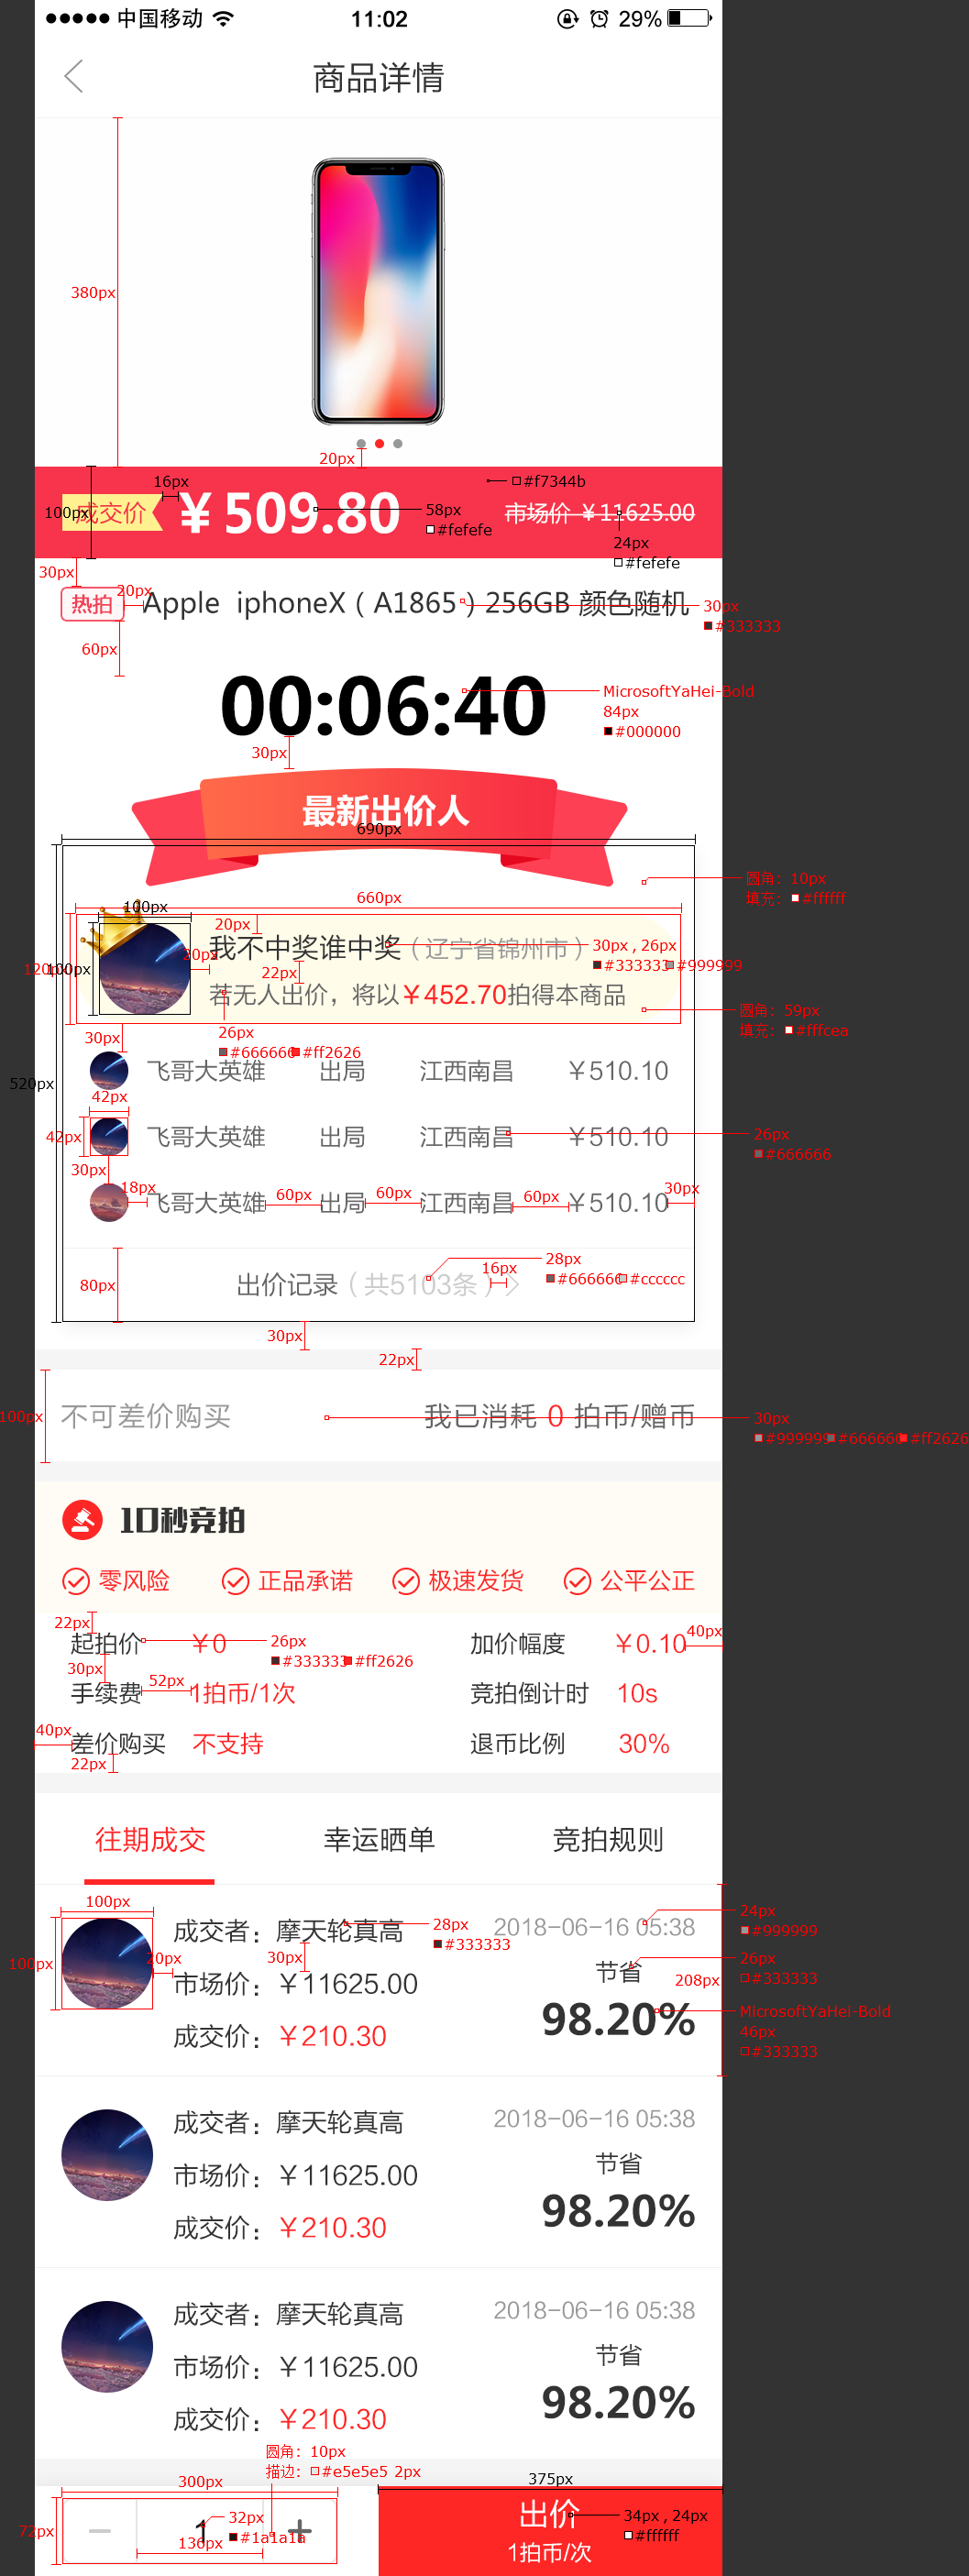 中国移动 11:02 29%
商品详情
380px
20px
16px
#f7344b
100px 成交价 ￥509.80 58px #fefefe 市场价 ￥11625.00
24px
#fefefe
30px
热拍 20px Apple iphoneX（A1865）256GB 颜色随机 30px
#333333
60px
00:06:40 MicrosoftYaHei-Bold
84px
#000000
30px
最新出价人
690px
圆角：10px
填充：#ffffff
660px
100px
20px
我不中奖谁中奖（辽宁省锦州市） 30px , 26px
#333333 #999999
120px 100px 20px 22px
若无人出价，将以￥452.70拍得本商品
圆角：59px
填充：#fffcea
26px
#666666 #ff2626
30px
飞哥大英雄 出局 江西南昌 ￥510.10
520px
42px
42px 飞哥大英雄 出局 江西南昌 ￥510.10 26px
#666666
30px
18px 飞哥大英雄 60px 出局 60px 江西南昌 60px ￥510.10 30px
80px 出价记录（共5103条） 16px 28px
#666666 #cccccc
30px
22px
100px 不可差价购买 我已消耗 0 拍币/赠币 30px
#999999 #666666 #ff2626
10秒竞拍
零风险 正品承诺 极速发货 公平公正
22px
起拍价 ￥0 26px 加价幅度 ￥0.10 40px
#333333 #ff2626
30px
手续费 52px 1拍币/1次 竞拍倒计时 10s
40px 差价购买 不支持 退币比例 30%
22px
往期成交 幸运晒单 竞拍规则
100px
成交者：摩天轮真高 28px 2018-06-16 05:38 24px
#333333 #999999
100px 20px 30px 节省 26px
#333333
市场价：￥11625.00 208px
98.20% MicrosoftYaHei-Bold
46px
#333333
成交价：￥210.30
成交者：摩天轮真高 2018-06-16 05:38
市场价：￥11625.00 节省
成交价：￥210.30 98.20%
成交者：摩天轮真高 2018-06-16 05:38
市场价：￥11625.00 节省
成交价：￥210.30 98.20%
圆角：10px
描边：#e5e5e5 2px
300px 375px
72px 1 32px
#1a1a1a
136px
出价 34px , 24px
#ffffff
1拍币/次